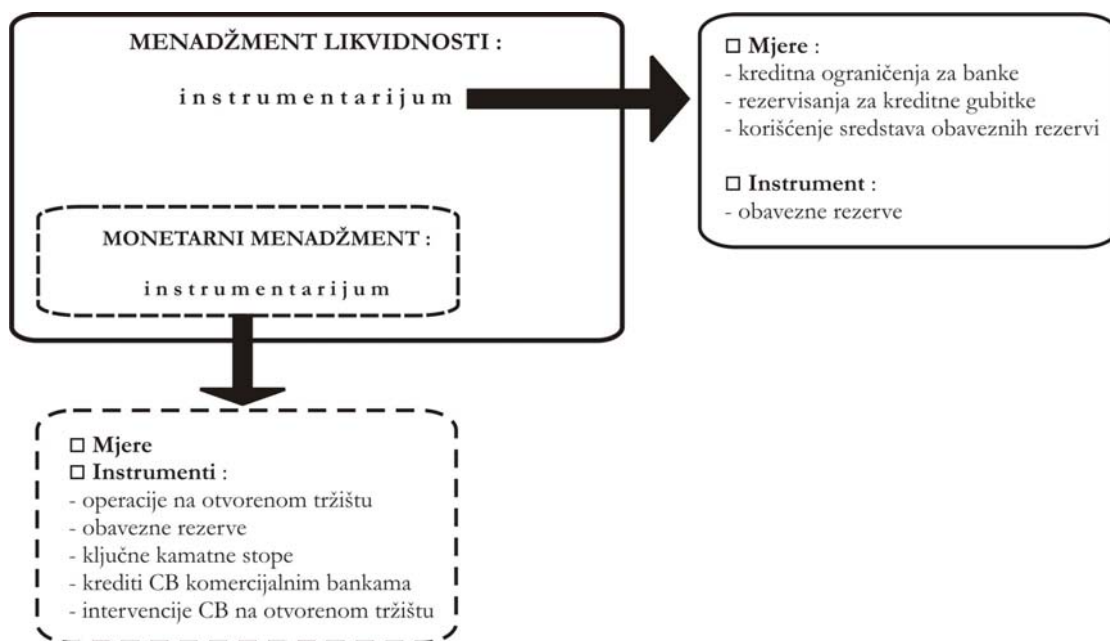 MENADŽMENT LIKVIDNOSTI :
instrumentarijum
□ Mjere :
- kreditna ograničenja za banke
- rezervisanja za kreditne gubitke
- korišćenje sredstava obaveznih rezervi
□ Instrument :
- obavezne rezerve
MONETARNI MENADŽMENT :
instrumentarijum
□ Mjere
□ Instrumenti :
- operacije na otvorenom tržištu
- obavezne rezerve
- ključne kamatne stope
- krediti CB komercijalnim bankama
- intervencije CB na otvorenom tržištu